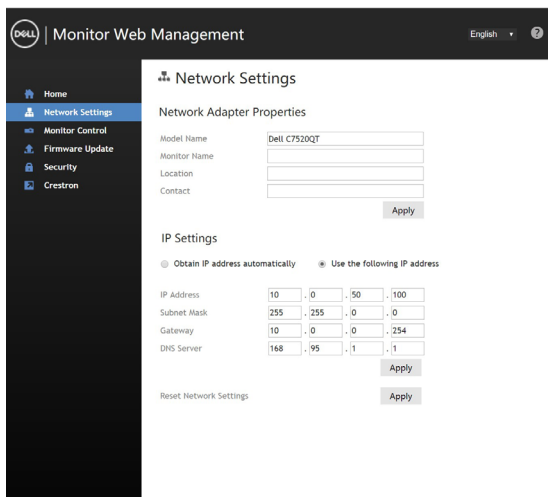 DELL | Monitor Web Management
English
?
Home
Network Settings
Monitor Control
Firmware Update
Security
Crestron
Network Settings
Network Adapter Properties
Model Name Dell C7520QT
Monitor Name
Location
Contact
Apply
IP Settings
Obtain IP address automatically Use the following IP address
IP Address 10 . 0 . 50 . 100
Subnet Mask 255 . 255 . 0 . 0
Gateway 10 . 0 . 0 . 254
DNS Server 168 . 95 . 1 . 1
Apply
Reset Network Settings Apply